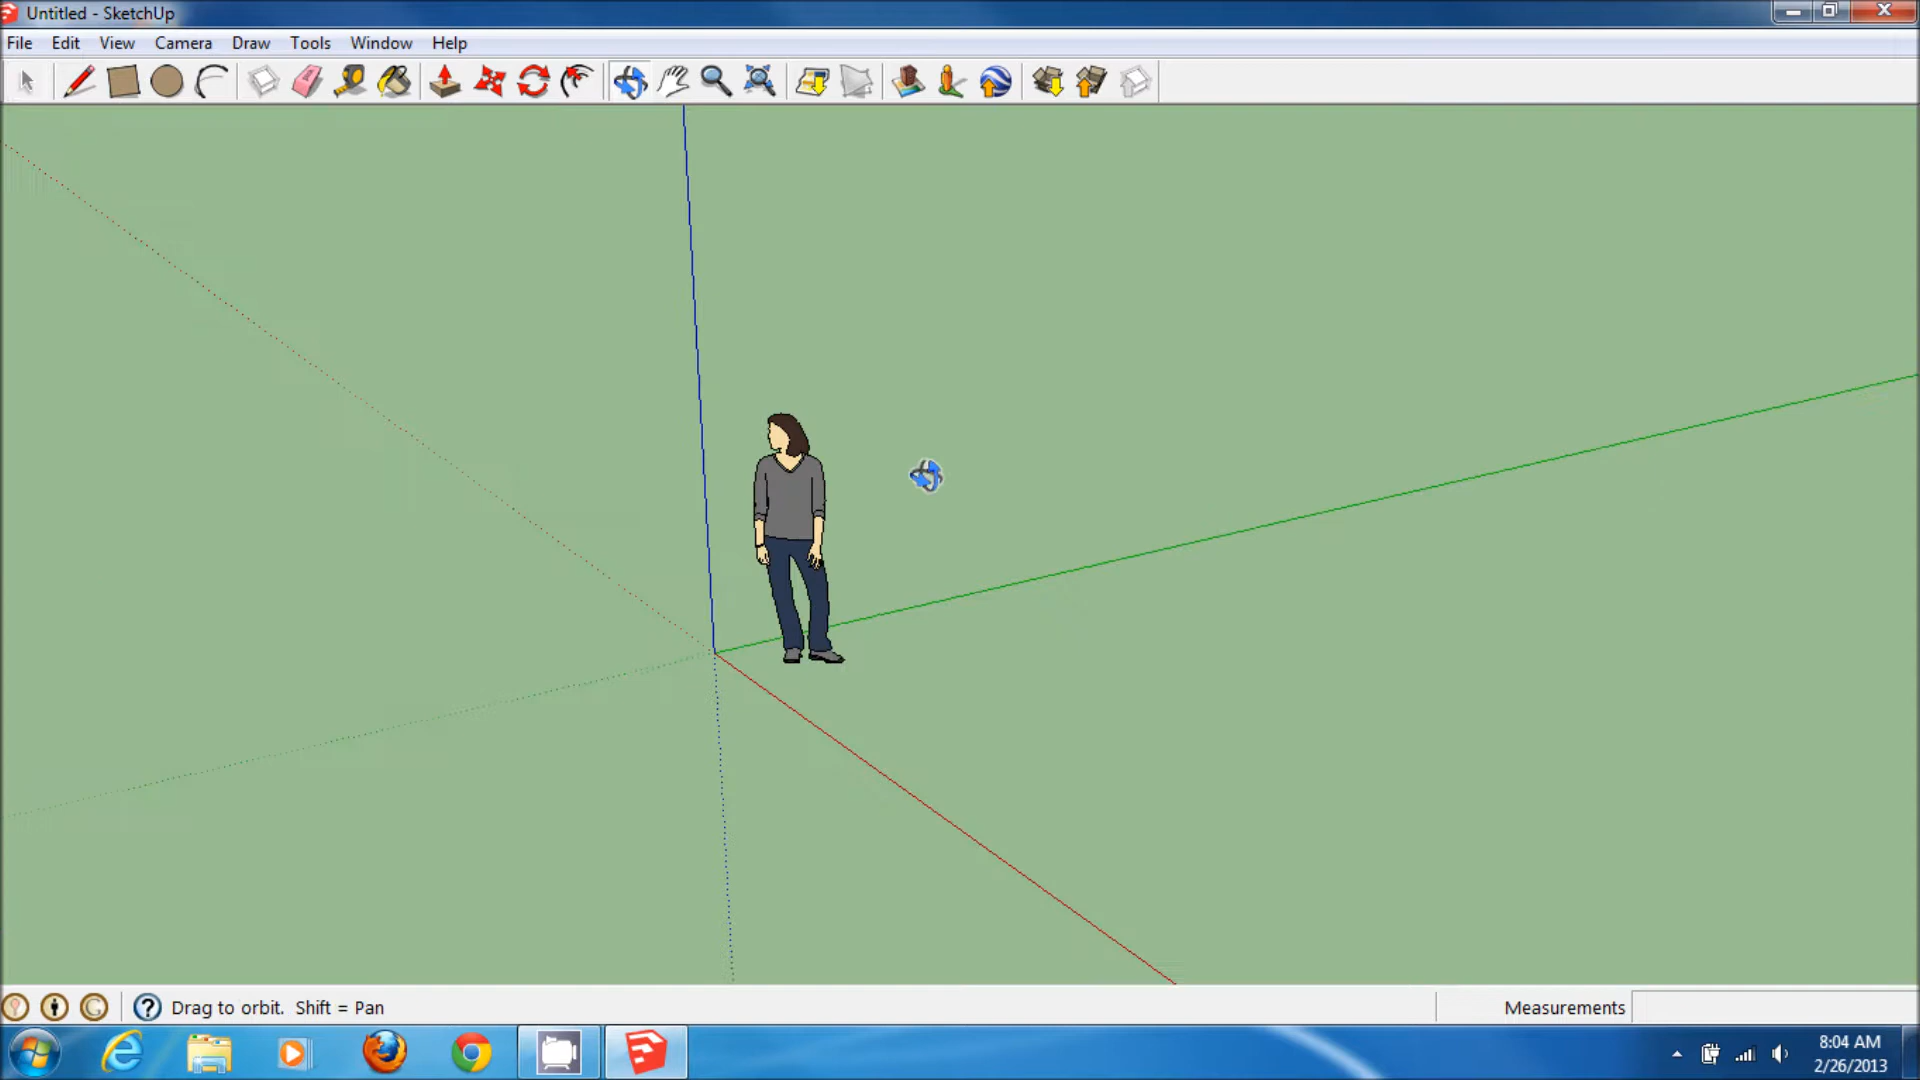 Untitled - SketchUp
File Edit View Camera Draw Tools Window Help
Drag to orbit. Shift = Pan
Measurements
8:04 AM
2/26/2013